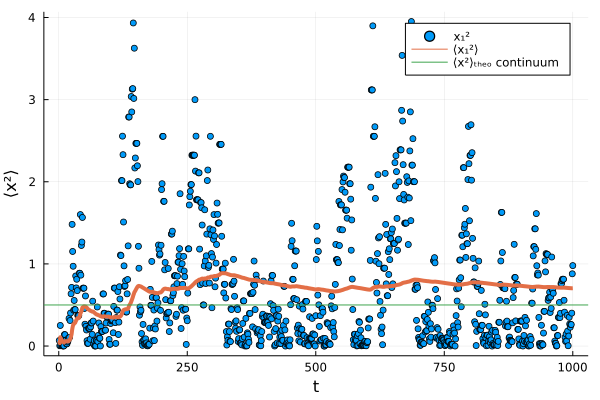 x₁²
⟨x₁²⟩
⟨x²⟩ₜₕₑₒ continuum
4
3
2
1
0
⟨x²⟩
0 250 500 750 1000
t